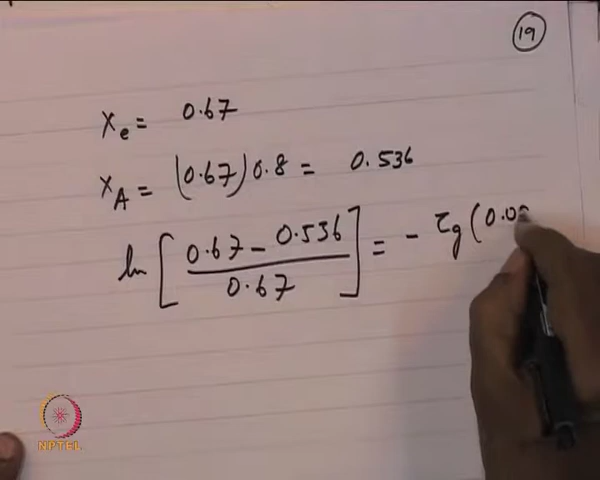 19
X_e = 0.67
X_A = (0.67) 0.8 = 0.536
ln [ (0.67 - 0.536) / 0.67 ] = - τ_g (0.00
NPTEL